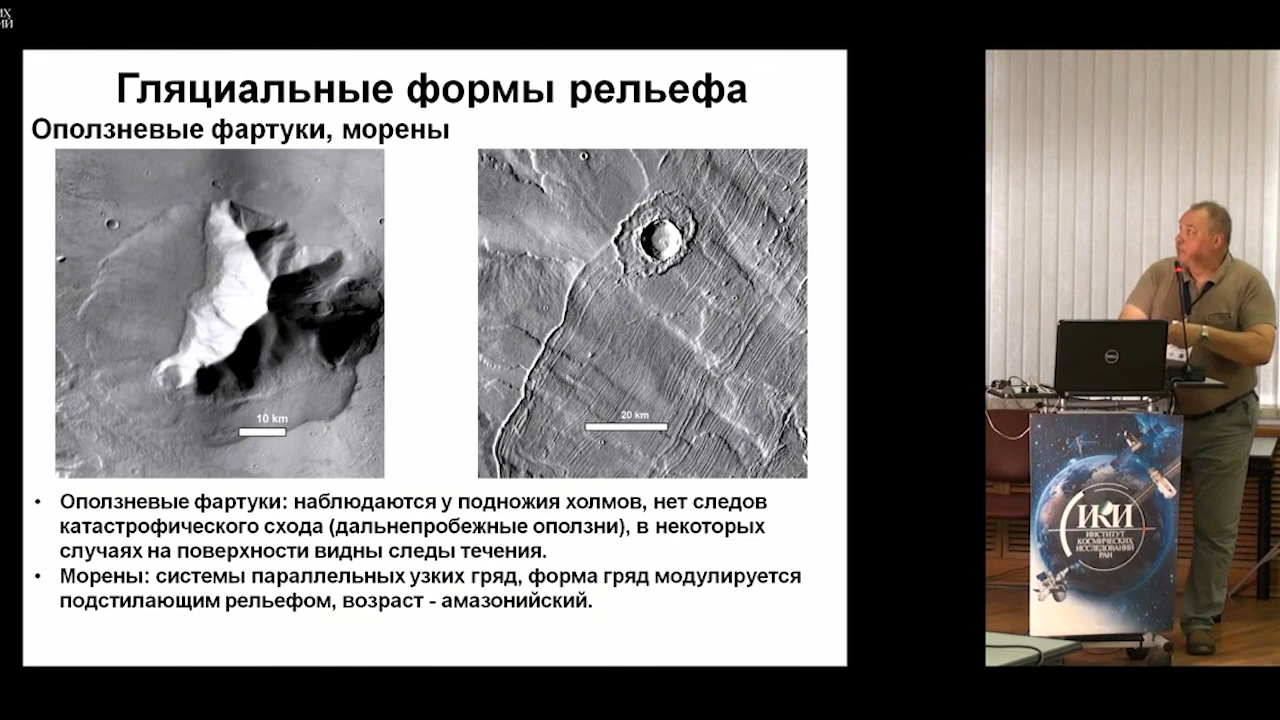 Гляциальные формы рельефа
Оползневые фартуки, морены
10 km
20 km
• Оползневые фартуки: наблюдаются у подножия холмов, нет следов
катастрофического схода (дальнепробежные оползни), в некоторых
случаях на поверхности видны следы течения.
• Морены: системы параллельных узких гряд, форма гряд модулируется
подстилающим рельефом, возраст - амазонийский.
DELL
ИКИ
ИНСТИТУТ
КОСМИЧЕСКИХ
ИССЛЕДОВАНИЙ
РАН